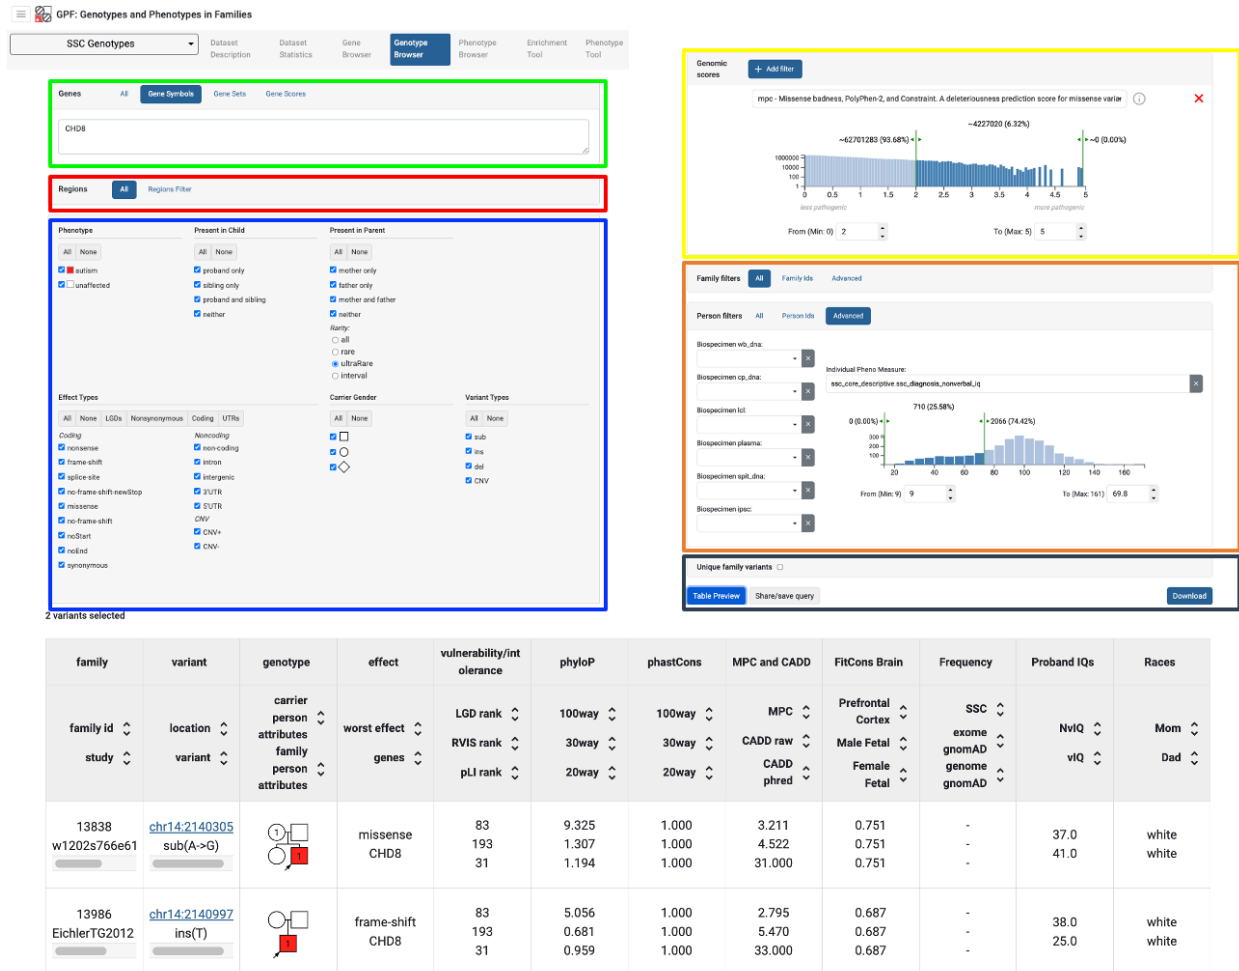 GPF: Genotypes and Phenotypes in Families
SSC Genotypes
Dataset Description
Dataset Statistics
Gene Browser
Genotype Browser
Phenotype Browser
Enrichment Tool
Phenotype Tool
Genes All Gene Symbols Gene Sets Gene Scores
CHD8
Regions All Regions Filter
Phenotype Present in Child Present in Parent
All None All None All None
autism proband only mother only
unaffected sibling only father only
proband and sibling mother and father
neither neither
Rarity:
all
rare
ultraRare
interval
Effect Types Carrier Gender Variant Types
All None LGDs Nonsynonymous Coding UTRs All None All None
Coding Noncoding
nonsense non-coding sub
frame-shift intron ins
splice-site intergenic del
no-frame-shift-newStop 3'UTR CNV
missense 5'UTR
no-frame-shift CNV
noStart CNV+
noEnd CNV-
synonymous
Genomic scores + Add filter
mpc - Missense badness, PolyPhen-2, and Constraint. A deleteriousness prediction score for missense varia
~4227020 (6.32%)
~62701283 (93.68%) ~0 (0.00%)
1000000
10000
100
1
0 0.5 1 1.5 2 2.5 3 3.5 4 4.5 5
less pathogenic more pathogenic
From (Min: 0) 2 To (Max: 5) 5
Family filters All Family Ids Advanced
Person filters All Person Ids Advanced
Biospecimen wb_dna:
Biospecimen cp_dna:
Biospecimen lcl:
Biospecimen plasma:
Biospecimen spit_dna:
Biospecimen ipsc:
Individual Pheno Measure:
ssc_core_descriptive.ssc_diagnosis_nonverbal_iq
710 (25.58%)
0 (0.00%) 2066 (74.42%)
300
200
100
20 40 60 80 100 120 140 160
From (Min: 9) 9 To (Max: 161) 69.8
Unique family variants
Table Preview Share/save query Download
2 variants selected
family variant genotype effect vulnerability/int olerance phyloP phastCons MPC and CADD FitCons Brain Frequency Proband IQs Races
family id study
location variant
carrier person attributes family person attributes
worst effect genes
LGD rank RVIS rank pLI rank
100way 30way 20way
100way 30way 20way
MPC CADD raw CADD phred
Prefrontal Cortex Male Fetal Female Fetal
SSC exome gnomAD genome gnomAD
NvIQ vIQ
Mom Dad
13838 chr14:2140305 1 83 9.325 1.000 3.211 0.751 - 37.0 white
w1202s766e61 sub(A->G) 1 missense CHD8 193 1.307 1.000 4.522 0.751 - 41.0 white
31 1.194 1.000 31.000 0.751 -
13986 chr14:2140997 83 5.056 1.000 2.795 0.687 - 38.0 white
EichlerTG2012 ins(T) 1 frame-shift CHD8 193 0.681 1.000 5.470 0.687 - 25.0 white
31 0.959 1.000 33.000 0.687 -